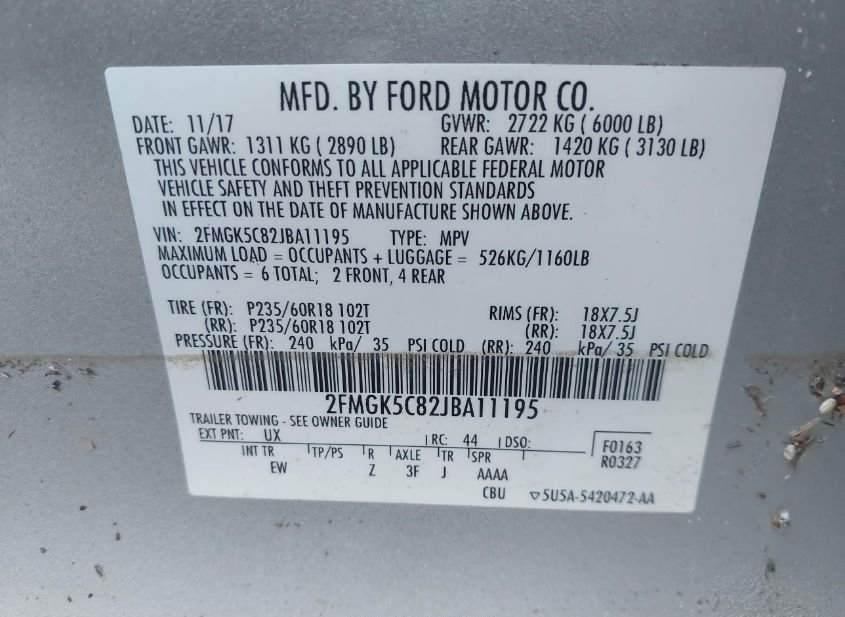 MFD. BY FORD MOTOR CO.
DATE: 11/17 GVWR: 2722 KG ( 6000 LB)
FRONT GAWR: 1311 KG ( 2890 LB) REAR GAWR: 1420 KG ( 3130 LB)
THIS VEHICLE CONFORMS TO ALL APPLICABLE FEDERAL MOTOR
VEHICLE SAFETY AND THEFT PREVENTION STANDARDS
IN EFFECT ON THE DATE OF MANUFACTURE SHOWN ABOVE.
VIN: 2FMGK5C82JBA11195 TYPE: MPV
MAXIMUM LOAD = OCCUPANTS + LUGGAGE = 526KG/1160LB
OCCUPANTS = 6 TOTAL; 2 FRONT, 4 REAR
TIRE (FR): P235/60R18 102T RIMS (FR): 18X7.5J
(RR): P235/60R18 102T (RR): 18X7.5J
PRESSURE (FR): 240 kPa/ 35 PSI COLD (RR): 240 kPa/ 35 PSI COLD
2FMGK5C82JBA11195
TRAILER TOWING - SEE OWNER GUIDE
EXT PNT: UX RC: 44 DSO: F0163
INT TR TP/PS R AXLE TR SPR R0327
EW Z 3F J AAAA
CBU ▽5U5A-5420472-AA